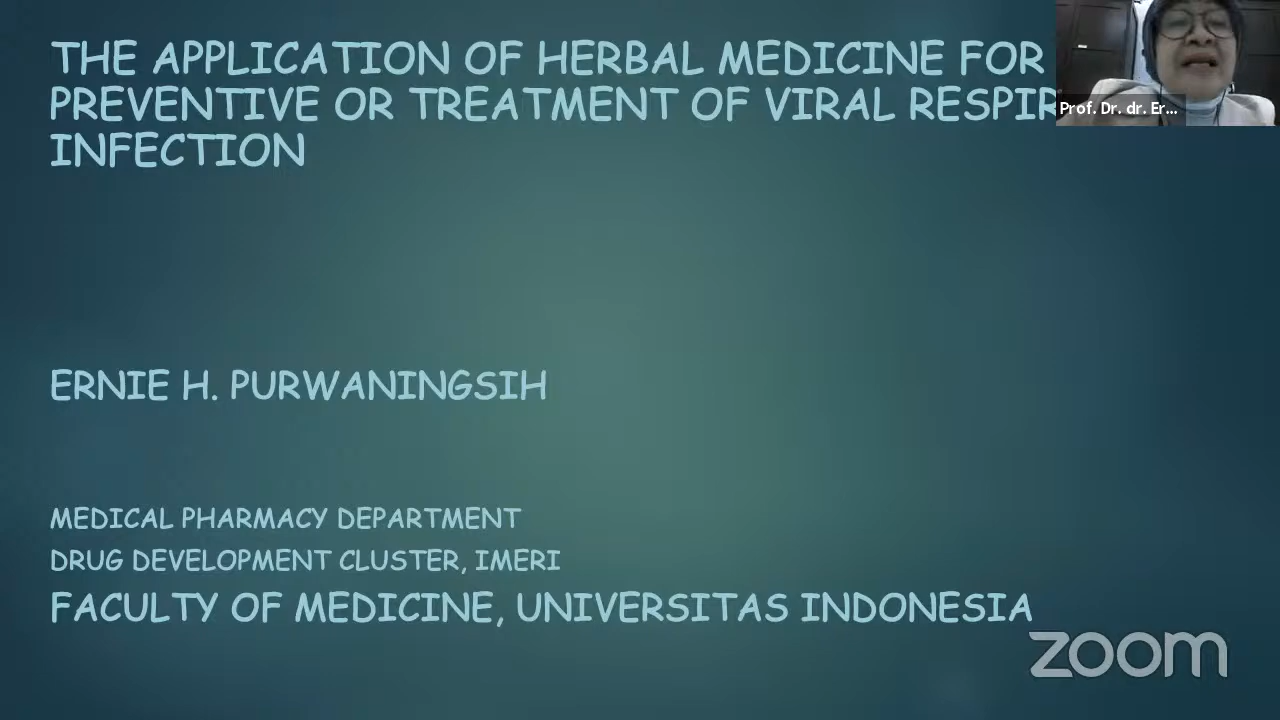 THE APPLICATION OF HERBAL MEDICINE FOR
PREVENTIVE OR TREATMENT OF VIRAL RESPIR
INFECTION
Prof. Dr. dr. Er...
ERNIE H. PURWANINGSIH
MEDICAL PHARMACY DEPARTMENT
DRUG DEVELOPMENT CLUSTER, IMERI
FACULTY OF MEDICINE, UNIVERSITAS INDONESIA
zoom